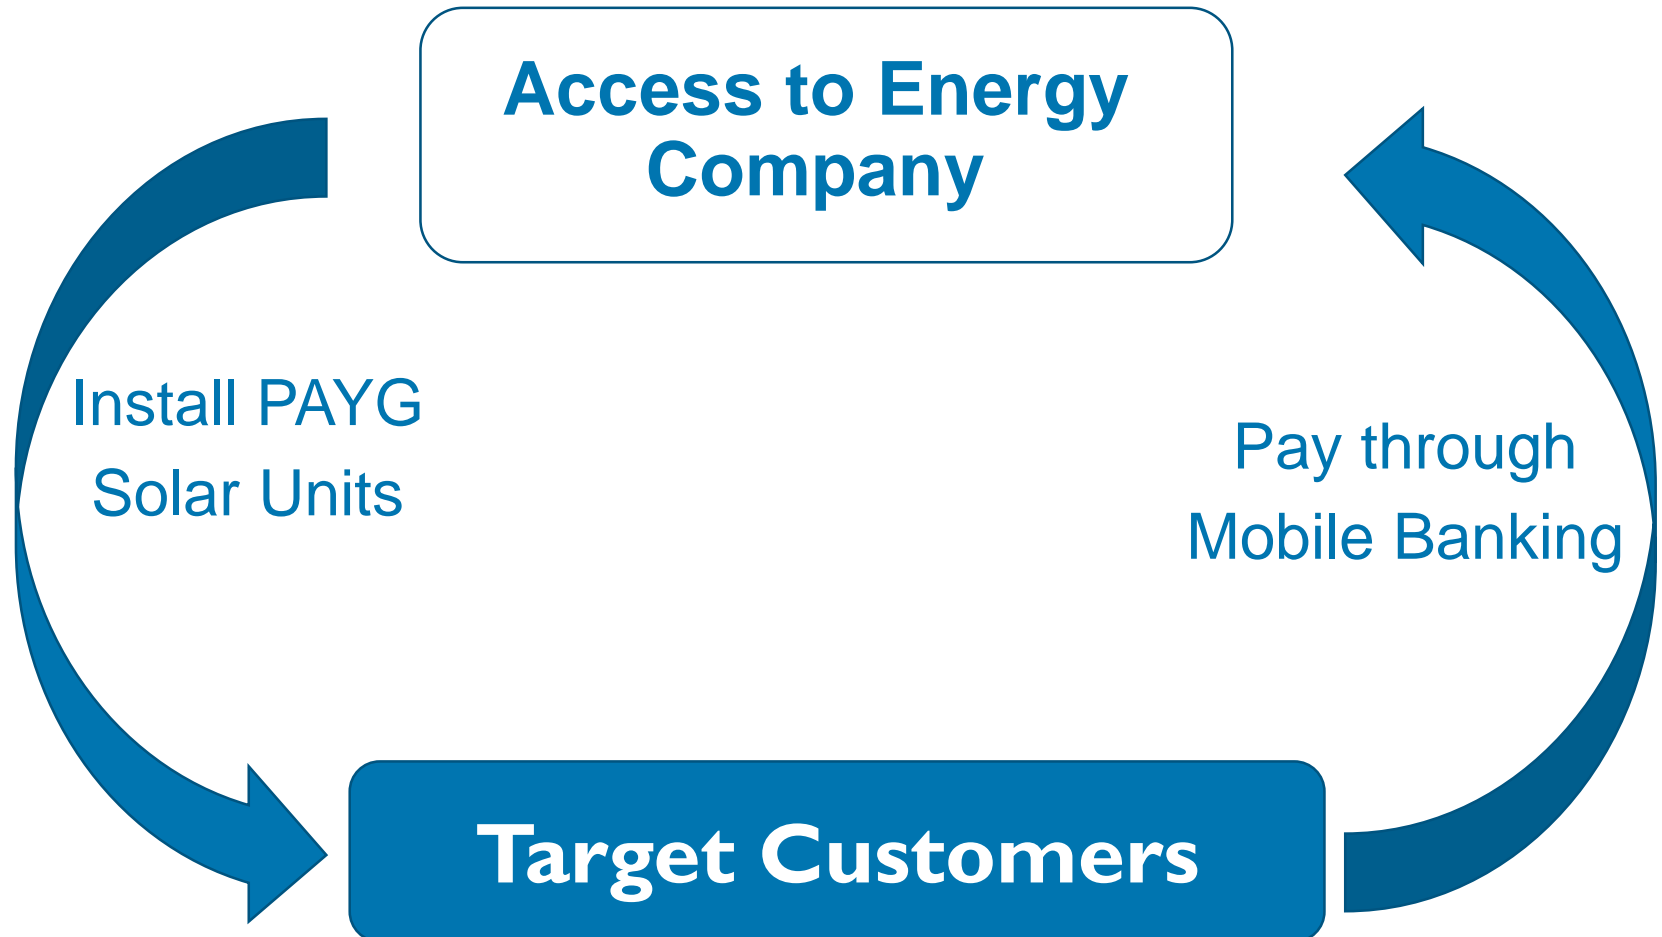 Access to Energy
Company
Install PAYG
Solar Units
Pay through
Mobile Banking
Target Customers